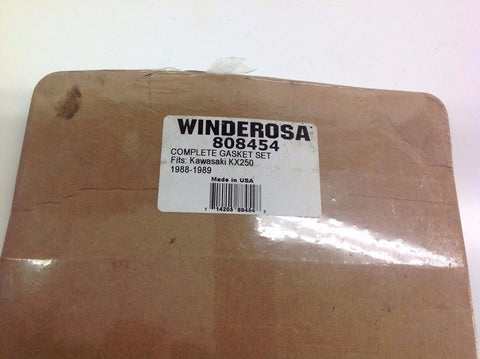 WINDEROSA
808454
COMPLETE GASKET SET
Fits: Kawasaki KX250
1988-1989
Made in USA